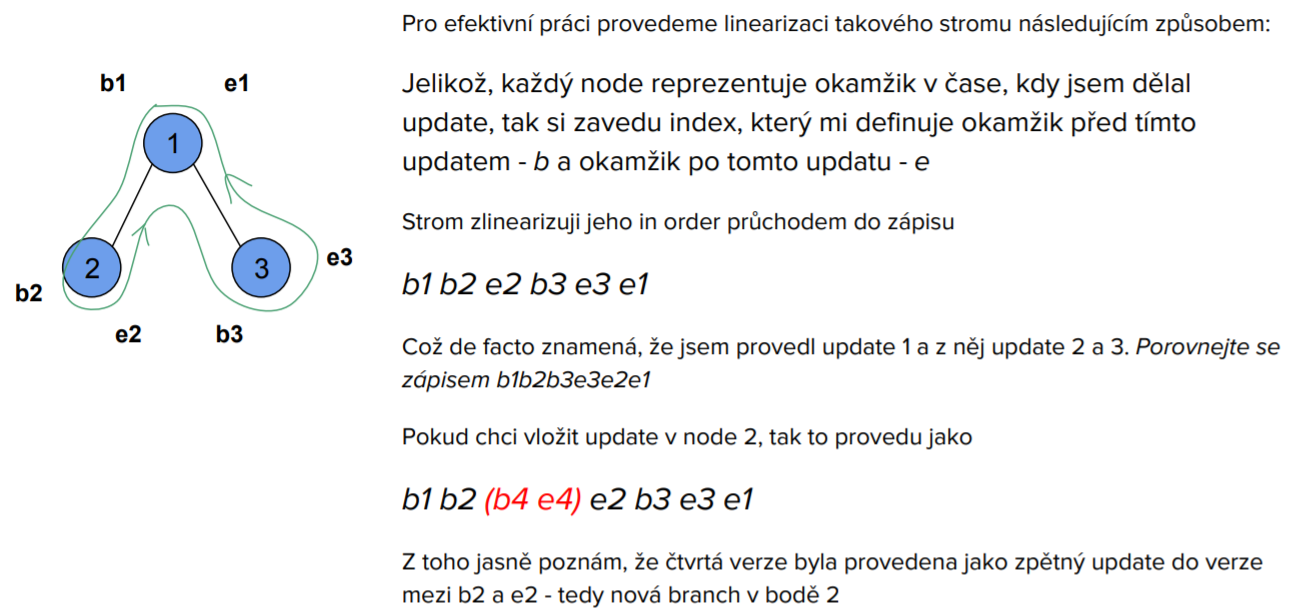 Pro efektivní práci provedeme linearizaci takového stromu následujícím způsobem:
b1
e1
1
2
3
b2
e2
b3
e3
Jelikož, každý node reprezentuje okamžik v čase, kdy jsem dělal
update, tak si zavedu index, který mi definuje okamžik před tímto
updatem - b a okamžik po tomto updatu - e
Strom zlinearizuji jeho in order průchodem do zápisu
b1 b2 e2 b3 e3 e1
Což de facto znamená, že jsem provedl update 1 a z něj update 2 a 3. Porovnejte se
zápisem b1b2b3e3e2e1
Pokud chci vložit update v node 2, tak to provedu jako
b1 b2 (b4 e4) e2 b3 e3 e1
Z toho jasně poznám, že čtvrtá verze byla provedena jako zpětný update do verze
mezi b2 a e2 - tedy nová branch v bodě 2